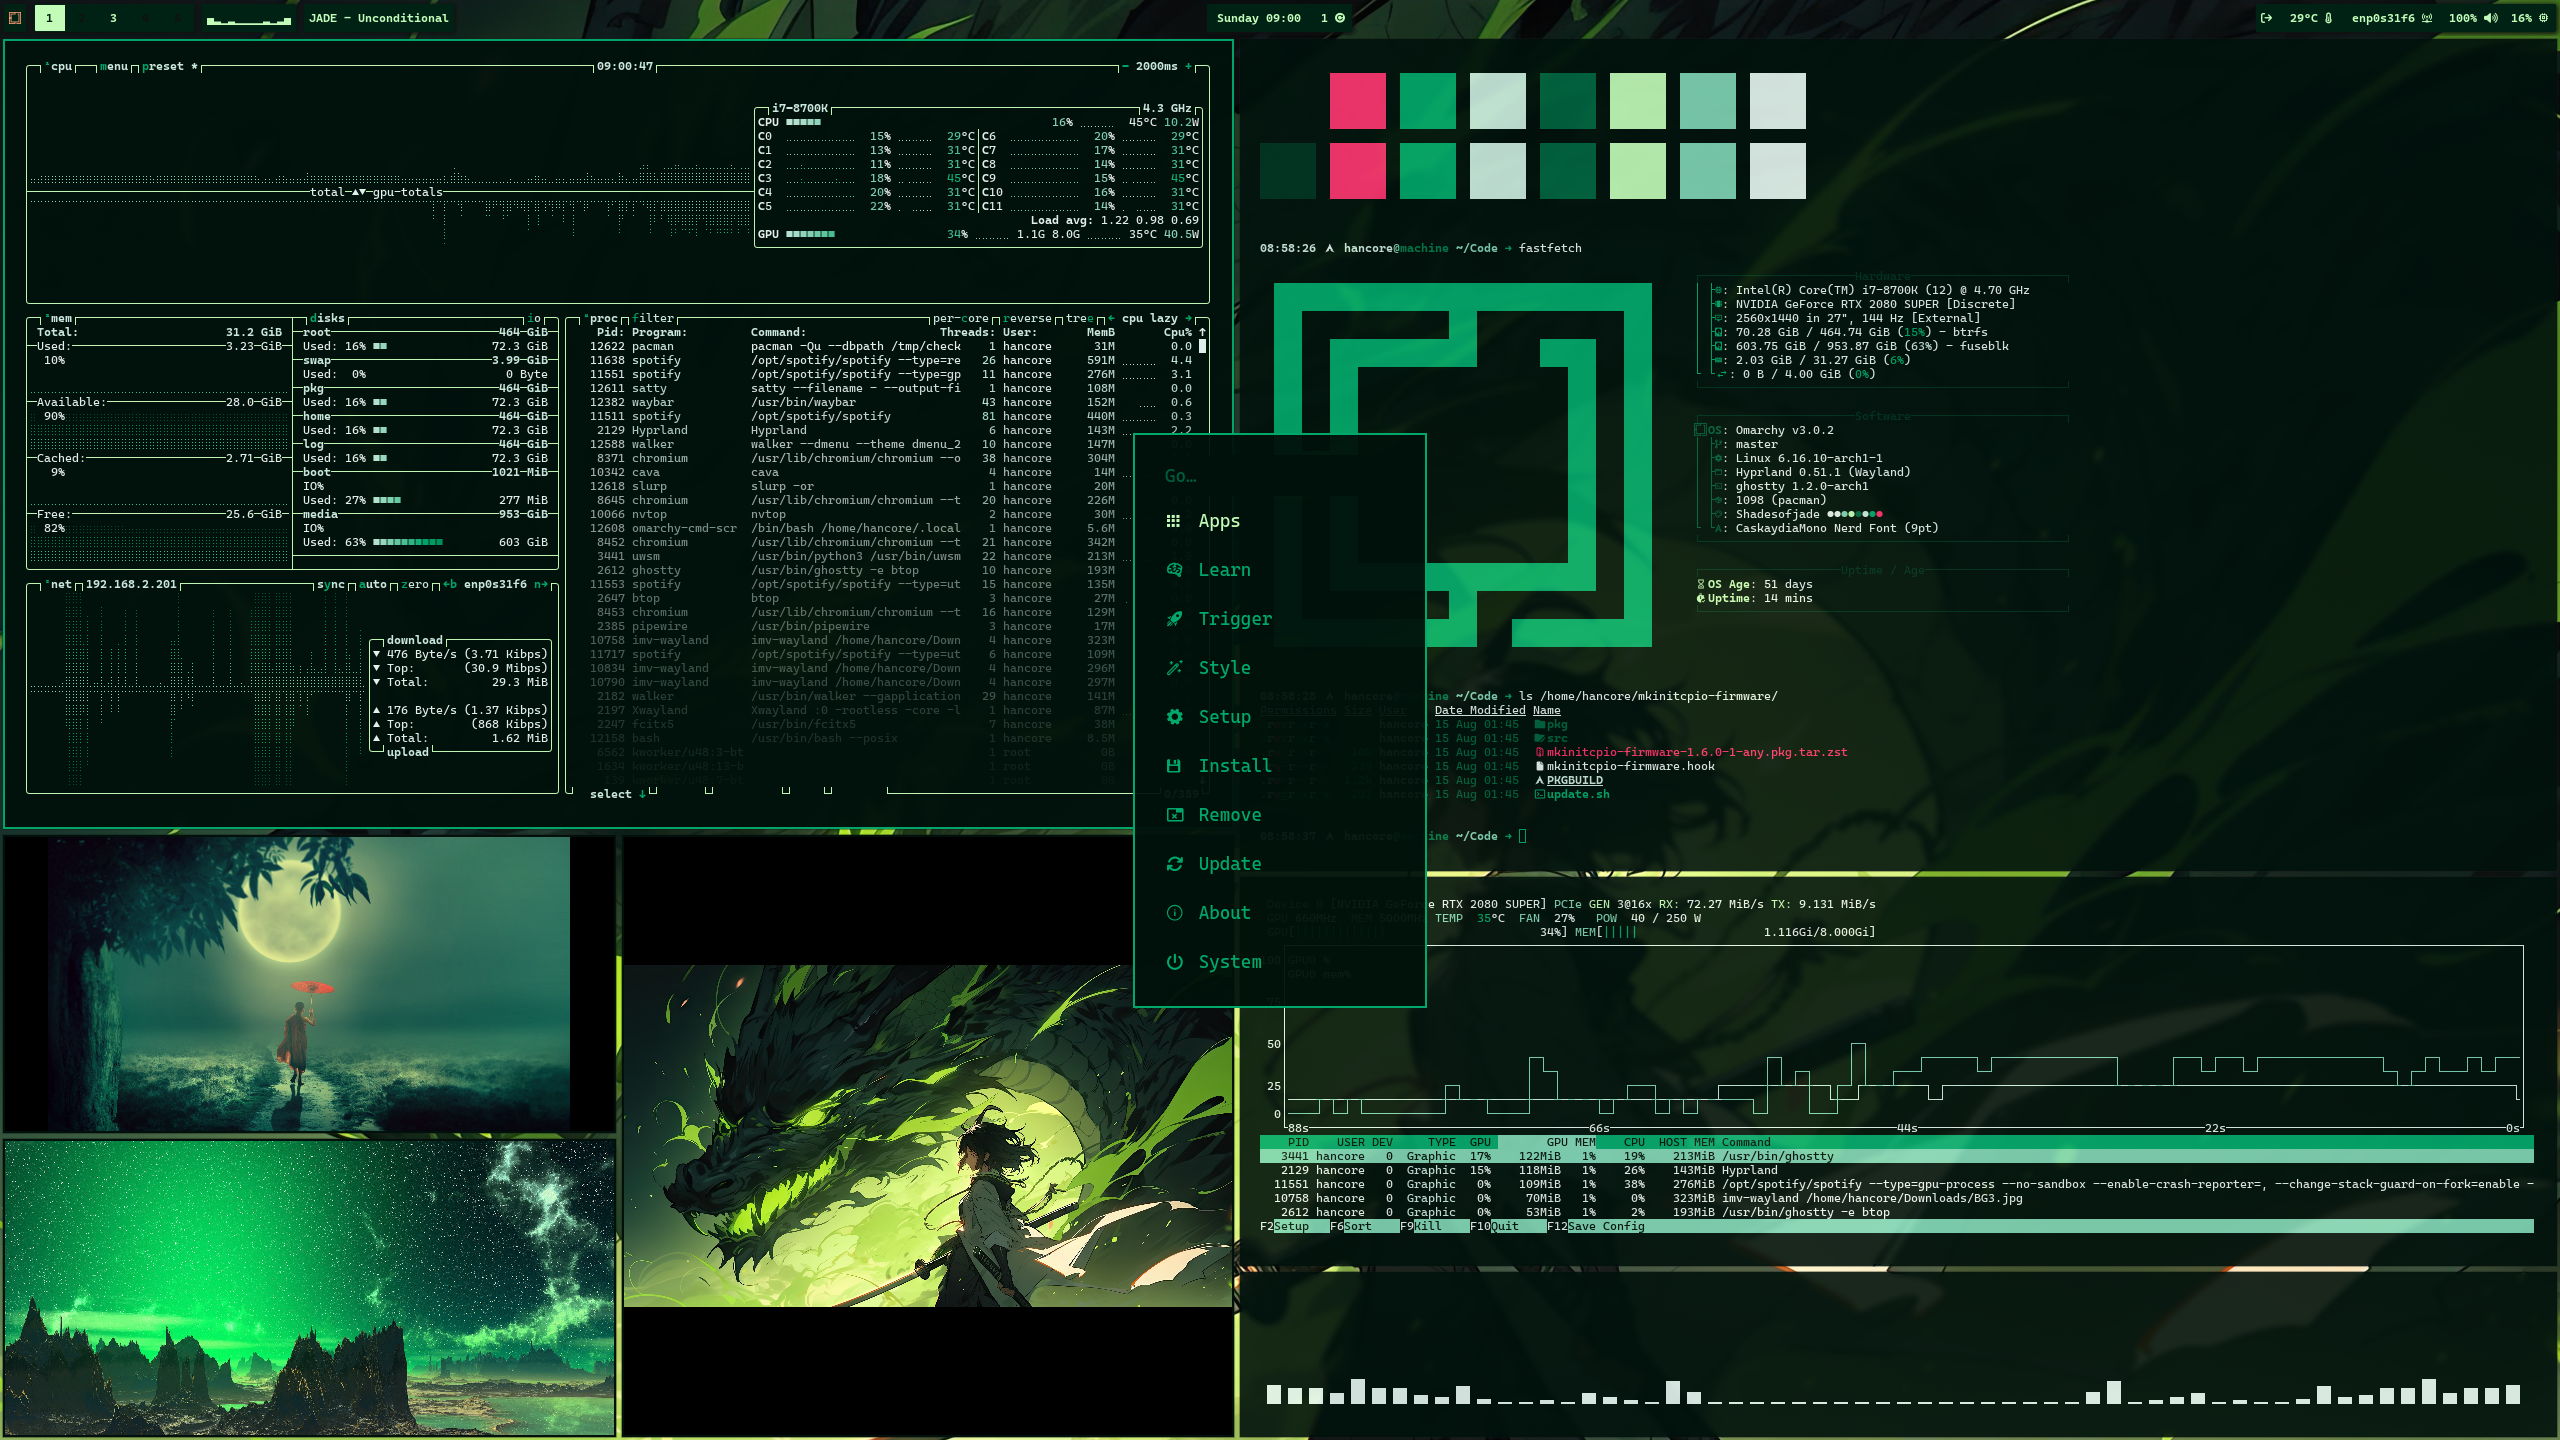 1 3 JADE - Unconditional Sunday 09:00 1 29°C enp0s31f6 100% 16%
cpu menu preset * 09:00:47 - 2000ms +
i7-8700K 4.3 GHz
CPU 16% 45°C 10.2W
C0 15% 29°C C6 20% 29°C
C1 13% 31°C C7 17% 31°C
C2 11% 31°C C8 14% 31°C
C3 18% 45°C C9 15% 45°C
C4 20% 31°C C10 16% 31°C
C5 22% 31°C C11 14% 31°C
total gpu-totals
Load avg: 1.22 0.98 0.69
GPU 34% 1.1G 8.0G 35°C 40.5W
mem
Total: 31.2 GiB
Used: 3.23 GiB
10%
Available: 28.0 GiB
90%
Cached: 2.71 GiB
9%
Free: 25.6 GiB
82%
disks io
root 464 GiB
Used: 16% 72.3 GiB
swap 3.99 GiB
Used: 0% 0 Byte
pkg 464 GiB
Used: 16% 72.3 GiB
home 464 GiB
Used: 16% 72.3 GiB
log 464 GiB
Used: 16% 72.3 GiB
boot 1021 MiB
IO%
Used: 27% 277 MiB
media 953 GiB
IO%
Used: 63% 603 GiB
net 192.168.2.201 sync auto zero <b enp0s31f6 n>
download
▼ 476 Byte/s (3.71 Kibps)
▼ Top: (30.9 Mibps)
▼ Total: 29.3 MiB
▲ 176 Byte/s (1.37 Kibps)
▲ Top: (868 Kibps)
▲ Total: 1.62 MiB
upload
proc filter per-core reverse tree < cpu lazy >
Pid: Program: Command: Threads: User: MemB Cpu% ↑
12622 pacman pacman -Qu --dbpath /tmp/check 1 hancore 31M 0.0
11638 spotify /opt/spotify/spotify --type=re 26 hancore 591M 4.4
11551 spotify /opt/spotify/spotify --type=gp 11 hancore 276M 3.1
12611 satty satty --filename - --output-fi 1 hancore 108M 0.0
12382 waybar /usr/bin/waybar 43 hancore 152M 0.6
11511 spotify /opt/spotify/spotify 81 hancore 440M 0.3
2129 Hyprland Hyprland 6 hancore 143M 2.2
12588 walker walker --dmenu --theme dmenu_2 10 hancore 147M
8371 chromium /usr/lib/chromium/chromium --o 38 hancore 304M
10342 cava cava 4 hancore 14M
12618 slurp slurp -or 1 hancore 20M
8645 chromium /usr/lib/chromium/chromium --t 20 hancore 226M
10066 nvtop nvtop 2 hancore 30M
12608 omarchy-cmd-scr /bin/bash /home/hancore/.local 1 hancore 5.6M
8452 chromium /usr/lib/chromium/chromium --t 21 hancore 342M
3441 uwsm /usr/bin/python3 /usr/bin/uwsm 22 hancore 213M
2612 ghostty /usr/bin/ghostty -e btop 10 hancore 193M
11553 spotify /opt/spotify/spotify --type=ut 15 hancore 135M
2647 btop btop 3 hancore 27M
8453 chromium /usr/lib/chromium/chromium --t 16 hancore 129M
2385 pipewire /usr/bin/pipewire 3 hancore 17M
10758 imv-wayland imv-wayland /home/hancore/Down 4 hancore 323M
11717 spotify /opt/spotify/spotify --type=ut 6 hancore 109M
10834 imv-wayland imv-wayland /home/hancore/Down 4 hancore 296M
10790 imv-wayland imv-wayland /home/hancore/Down 4 hancore 297M
2182 walker /usr/bin/walker --gapplication 29 hancore 141M
2197 Xwayland Xwayland :0 -rootless -core -l 1 hancore 87M
2247 fcitx5 /usr/bin/fcitx5 7 hancore 38M
12158 bash /usr/bin/bash --posix 1 hancore 8.5M
6562 kworker/u48:3-bt 1 root 0B
1634 kworker/u48:13-b 1 root 0B
139 kworker/u48:7-bt 1 root 0B
select ↓
08:58:26 hancore@machine ~/Code → fastfetch
Hardware
: Intel(R) Core(TM) i7-8700K (12) @ 4.70 GHz
: NVIDIA GeForce RTX 2080 SUPER [Discrete]
: 2560x1440 in 27", 144 Hz [External]
: 70.28 GiB / 464.74 GiB (15%) - btrfs
: 603.75 GiB / 953.87 GiB (63%) - fuseblk
: 2.03 GiB / 31.27 GiB (6%)
: 0 B / 4.00 GiB (0%)
Software
OS: Omarchy v3.0.2
: master
: Linux 6.16.10-arch1-1
: Hyprland 0.51.1 (Wayland)
: ghostty 1.2.0-arch1
: 1098 (pacman)
: Shadesofjade
: CaskaydiaMono Nerd Font (9pt)
Uptime / Age
OS Age: 51 days
Uptime: 14 mins
08:58:28 hancore@machine ~/Code → ls /home/hancore/mkinitcpio-firmware/
Permissions Size User Date Modified Name
hancore 15 Aug 01:45 pkg
hancore 15 Aug 01:45 src
hancore 15 Aug 01:45 mkinitcpio-firmware-1.6.0-1-any.pkg.tar.zst
hancore 15 Aug 01:45 mkinitcpio-firmware.hook
hancore 15 Aug 01:45 PKGBUILD
hancore 15 Aug 01:45 update.sh
08:58:37 hancore@machine ~/Code →
Go…
Apps
Learn
Trigger
Style
Setup
Install
Remove
Update
About
System
Device 0 [NVIDIA GeForce RTX 2080 SUPER] PCIe GEN 3@16x RX: 72.27 MiB/s TX: 9.131 MiB/s
TEMP 35°C FAN 27% POW 40 / 250 W
34%] MEM[||||| 1.116Gi/8.000Gi]
50
25
0
88s 66s 44s 22s 0s
PID USER DEV TYPE GPU GPU MEM CPU HOST MEM Command
3441 hancore 0 Graphic 17% 122MiB 1% 19% 213MiB /usr/bin/ghostty
2129 hancore 0 Graphic 15% 118MiB 1% 26% 143MiB Hyprland
11551 hancore 0 Graphic 0% 109MiB 1% 38% 276MiB /opt/spotify/spotify --type=gpu-process --no-sandbox --enable-crash-reporter=, --change-stack-guard-on-fork=enable -
10758 hancore 0 Graphic 0% 70MiB 1% 0% 323MiB imv-wayland /home/hancore/Downloads/BG3.jpg
2612 hancore 0 Graphic 0% 53MiB 1% 2% 193MiB /usr/bin/ghostty -e btop
F2Setup F6Sort F9Kill F10Quit F12Save Config